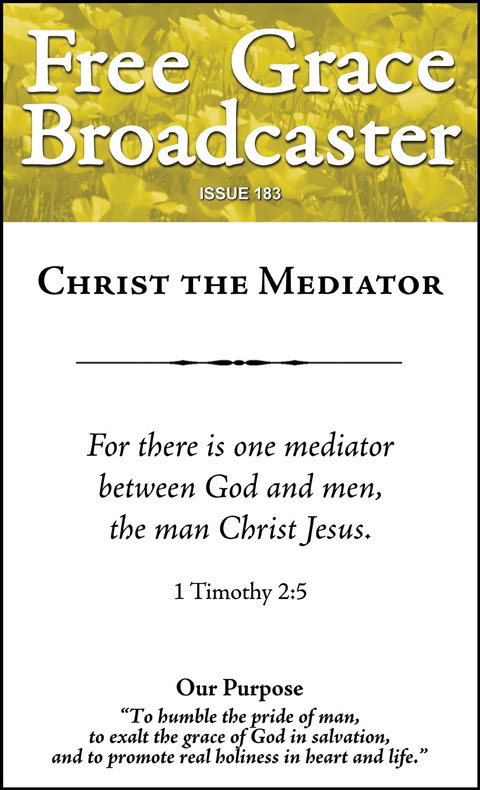 Free Grace
Broadcaster
ISSUE 183
Christ the Mediator
For there is one mediator
between God and men,
the man Christ Jesus.
1 Timothy 2:5
Our Purpose
“To humble the pride of man,
to exalt the grace of God in salvation,
and to promote real holiness in heart and life.”